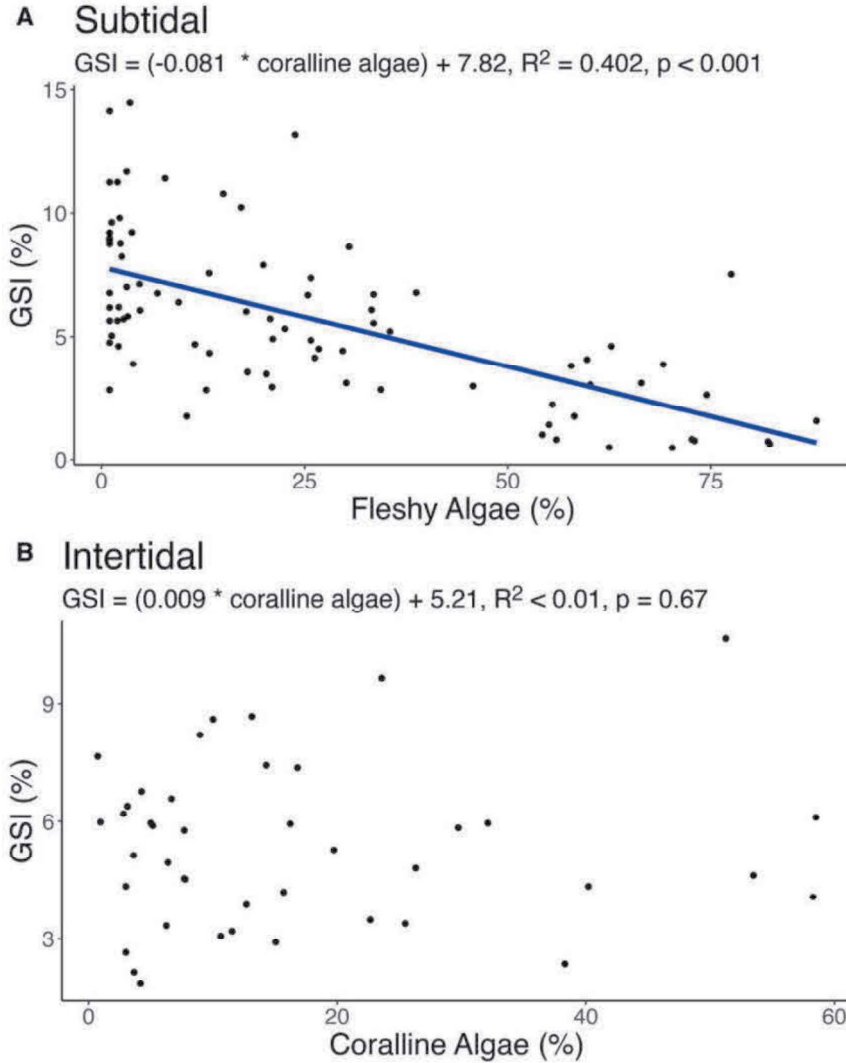 A Subtidal
GSI = (-0.081 * coralline algae) + 7.82, R² = 0.402, p < 0.001
15
10
5
0
GSI (%)
0 25 50 75
Fleshy Algae (%)
B Intertidal
GSI = (0.009 * coralline algae) + 5.21, R² < 0.01, p = 0.67
9
6
3
GSI (%)
0 20 40 60
Coralline Algae (%)